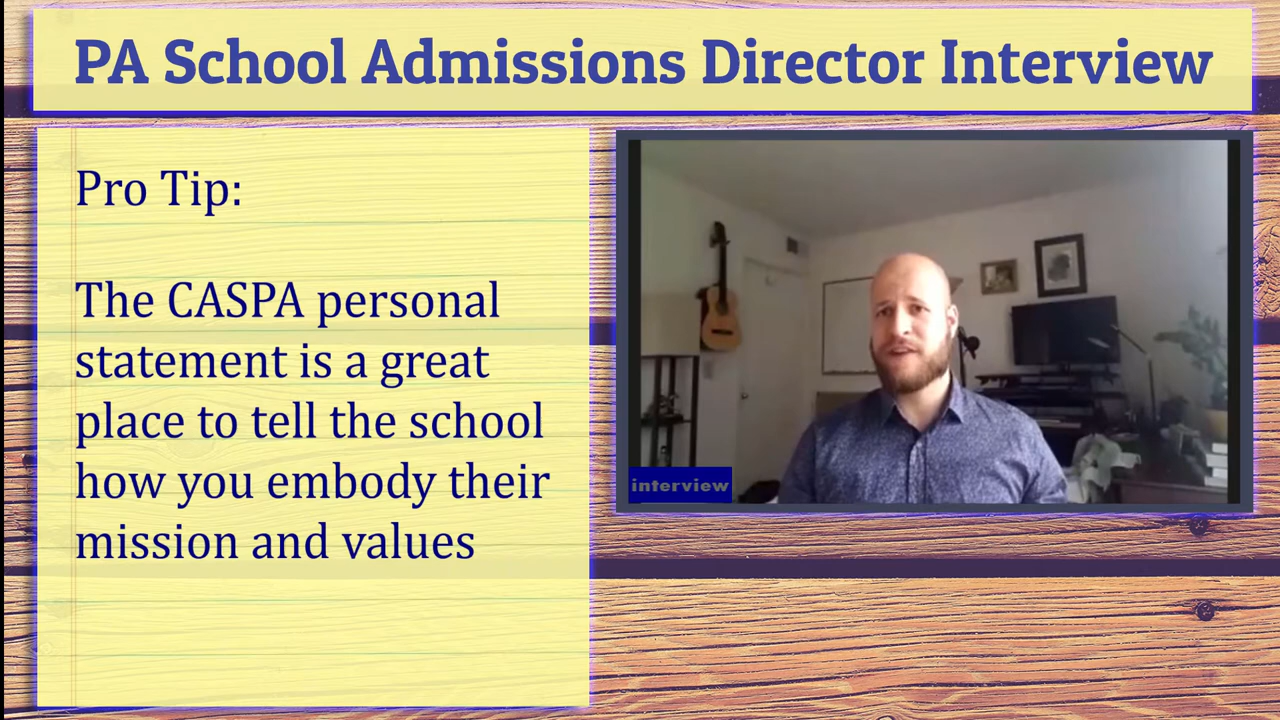 PA School Admissions Director Interview
Pro Tip:
The CASPA personal
statement is a great
place to tell the school
how you embody their
mission and values
interview